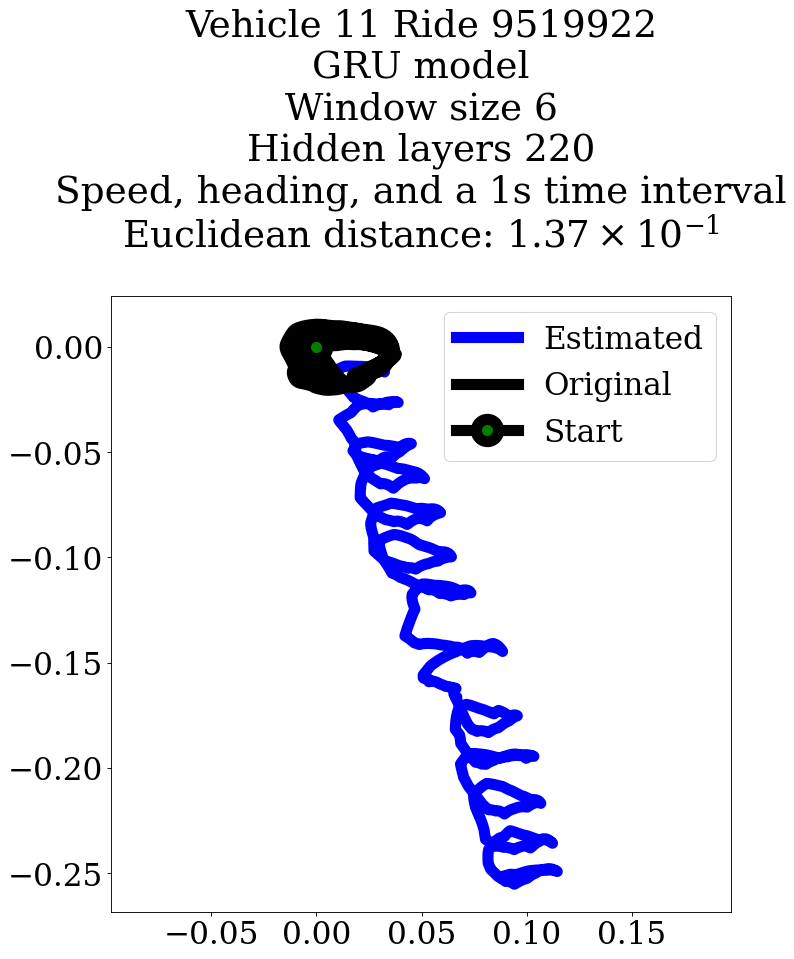 Vehicle 11 Ride 9519922
GRU model
Window size 6
Hidden layers 220
Speed, heading, and a 1s time interval
Euclidean distance: 1.37 × 10⁻¹
Estimated
Original
Start
0.00
−0.05
−0.10
−0.15
−0.20
−0.25
−0.05 0.00 0.05 0.10 0.15